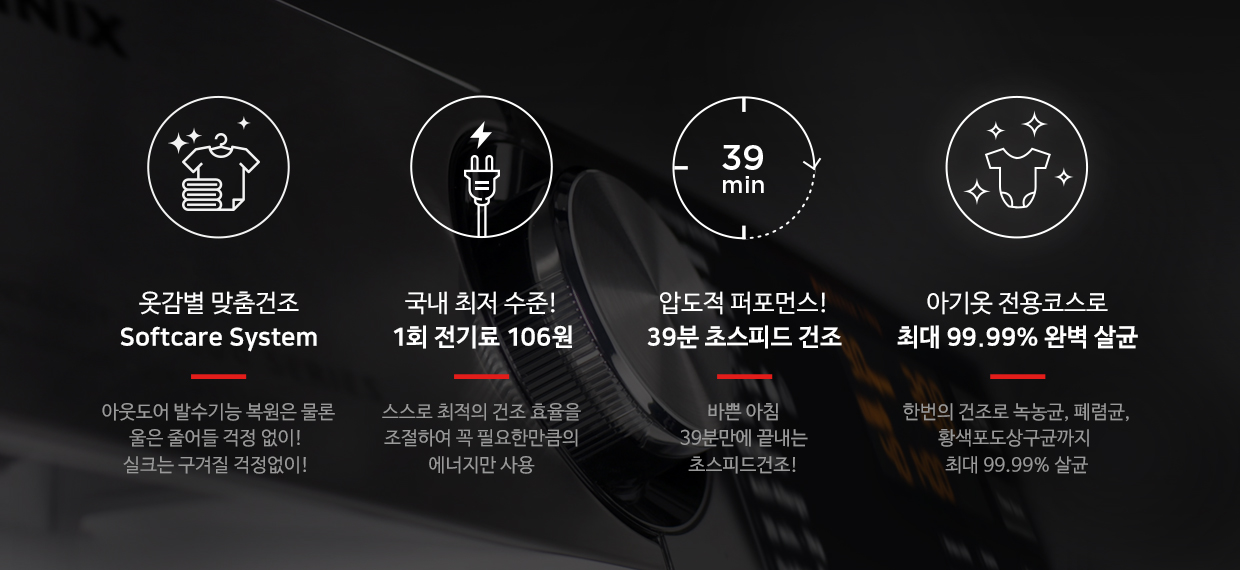 39
min
옷감별 맞춤건조
Softcare System
아웃도어 발수기능 복원은 물론
울은 줄어들 걱정 없이!
실크는 구겨질 걱정없이!
국내 최저 수준!
1회 전기료 106원
스스로 최적의 건조 효율을
조절하여 꼭 필요한만큼의
에너지만 사용
압도적 퍼포먼스!
39분 초스피드 건조
바쁜 아침
39분만에 끝내는
초스피드건조!
아기옷 전용코스로
최대 99.99% 완벽 살균
한번의 건조로 녹농균, 폐렴균,
황색포도상구균까지
최대 99.99% 살균